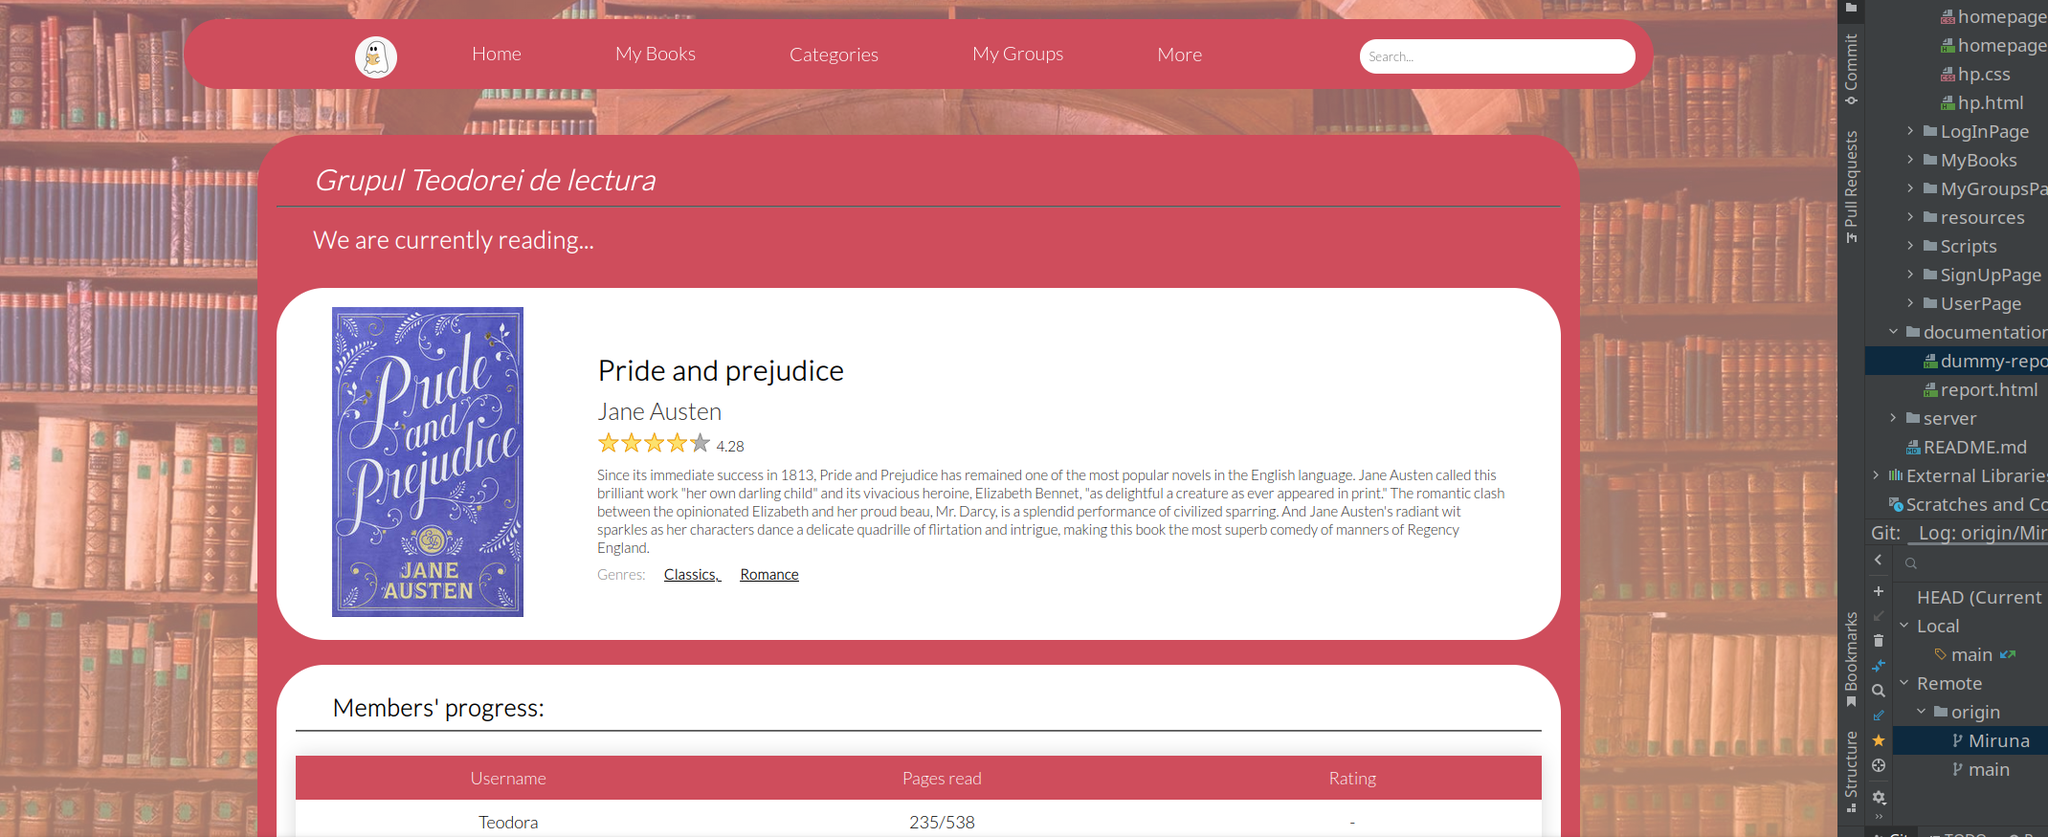 Home
My Books
Categories
My Groups
More
Search...
Grupul Teodorei de lectura
We are currently reading...
Pride
and
Prejudice
JANE
AUSTEN
Pride and prejudice
Jane Austen
4.28
Since its immediate success in 1813, Pride and Prejudice has remained one of the most popular novels in the English language. Jane Austen called this
brilliant work "her own darling child" and its vivacious heroine, Elizabeth Bennet, "as delightful a creature as ever appeared in print." The romantic clash
between the opinionated Elizabeth and her proud beau, Mr. Darcy, is a splendid performance of civilized sparring. And Jane Austen's radiant wit
sparkles as her characters dance a delicate quadrille of flirtation and intrigue, making this book the most superb comedy of manners of Regency
England.
Genres: Classics, Romance
Members' progress:
Username Pages read Rating
Teodora 235/538 -
Commit
Pull Requests
Bookmarks
Structure
homepage
homepage
hp.css
hp.html
LogInPage
MyBooks
MyGroupsPa
resources
Scripts
SignUpPage
UserPage
documentation
dummy-repo
report.html
server
README.md
External Libraries
Scratches and Co
Git: Log: origin/Mir
HEAD (Current
Local
main
Remote
origin
Miruna
main